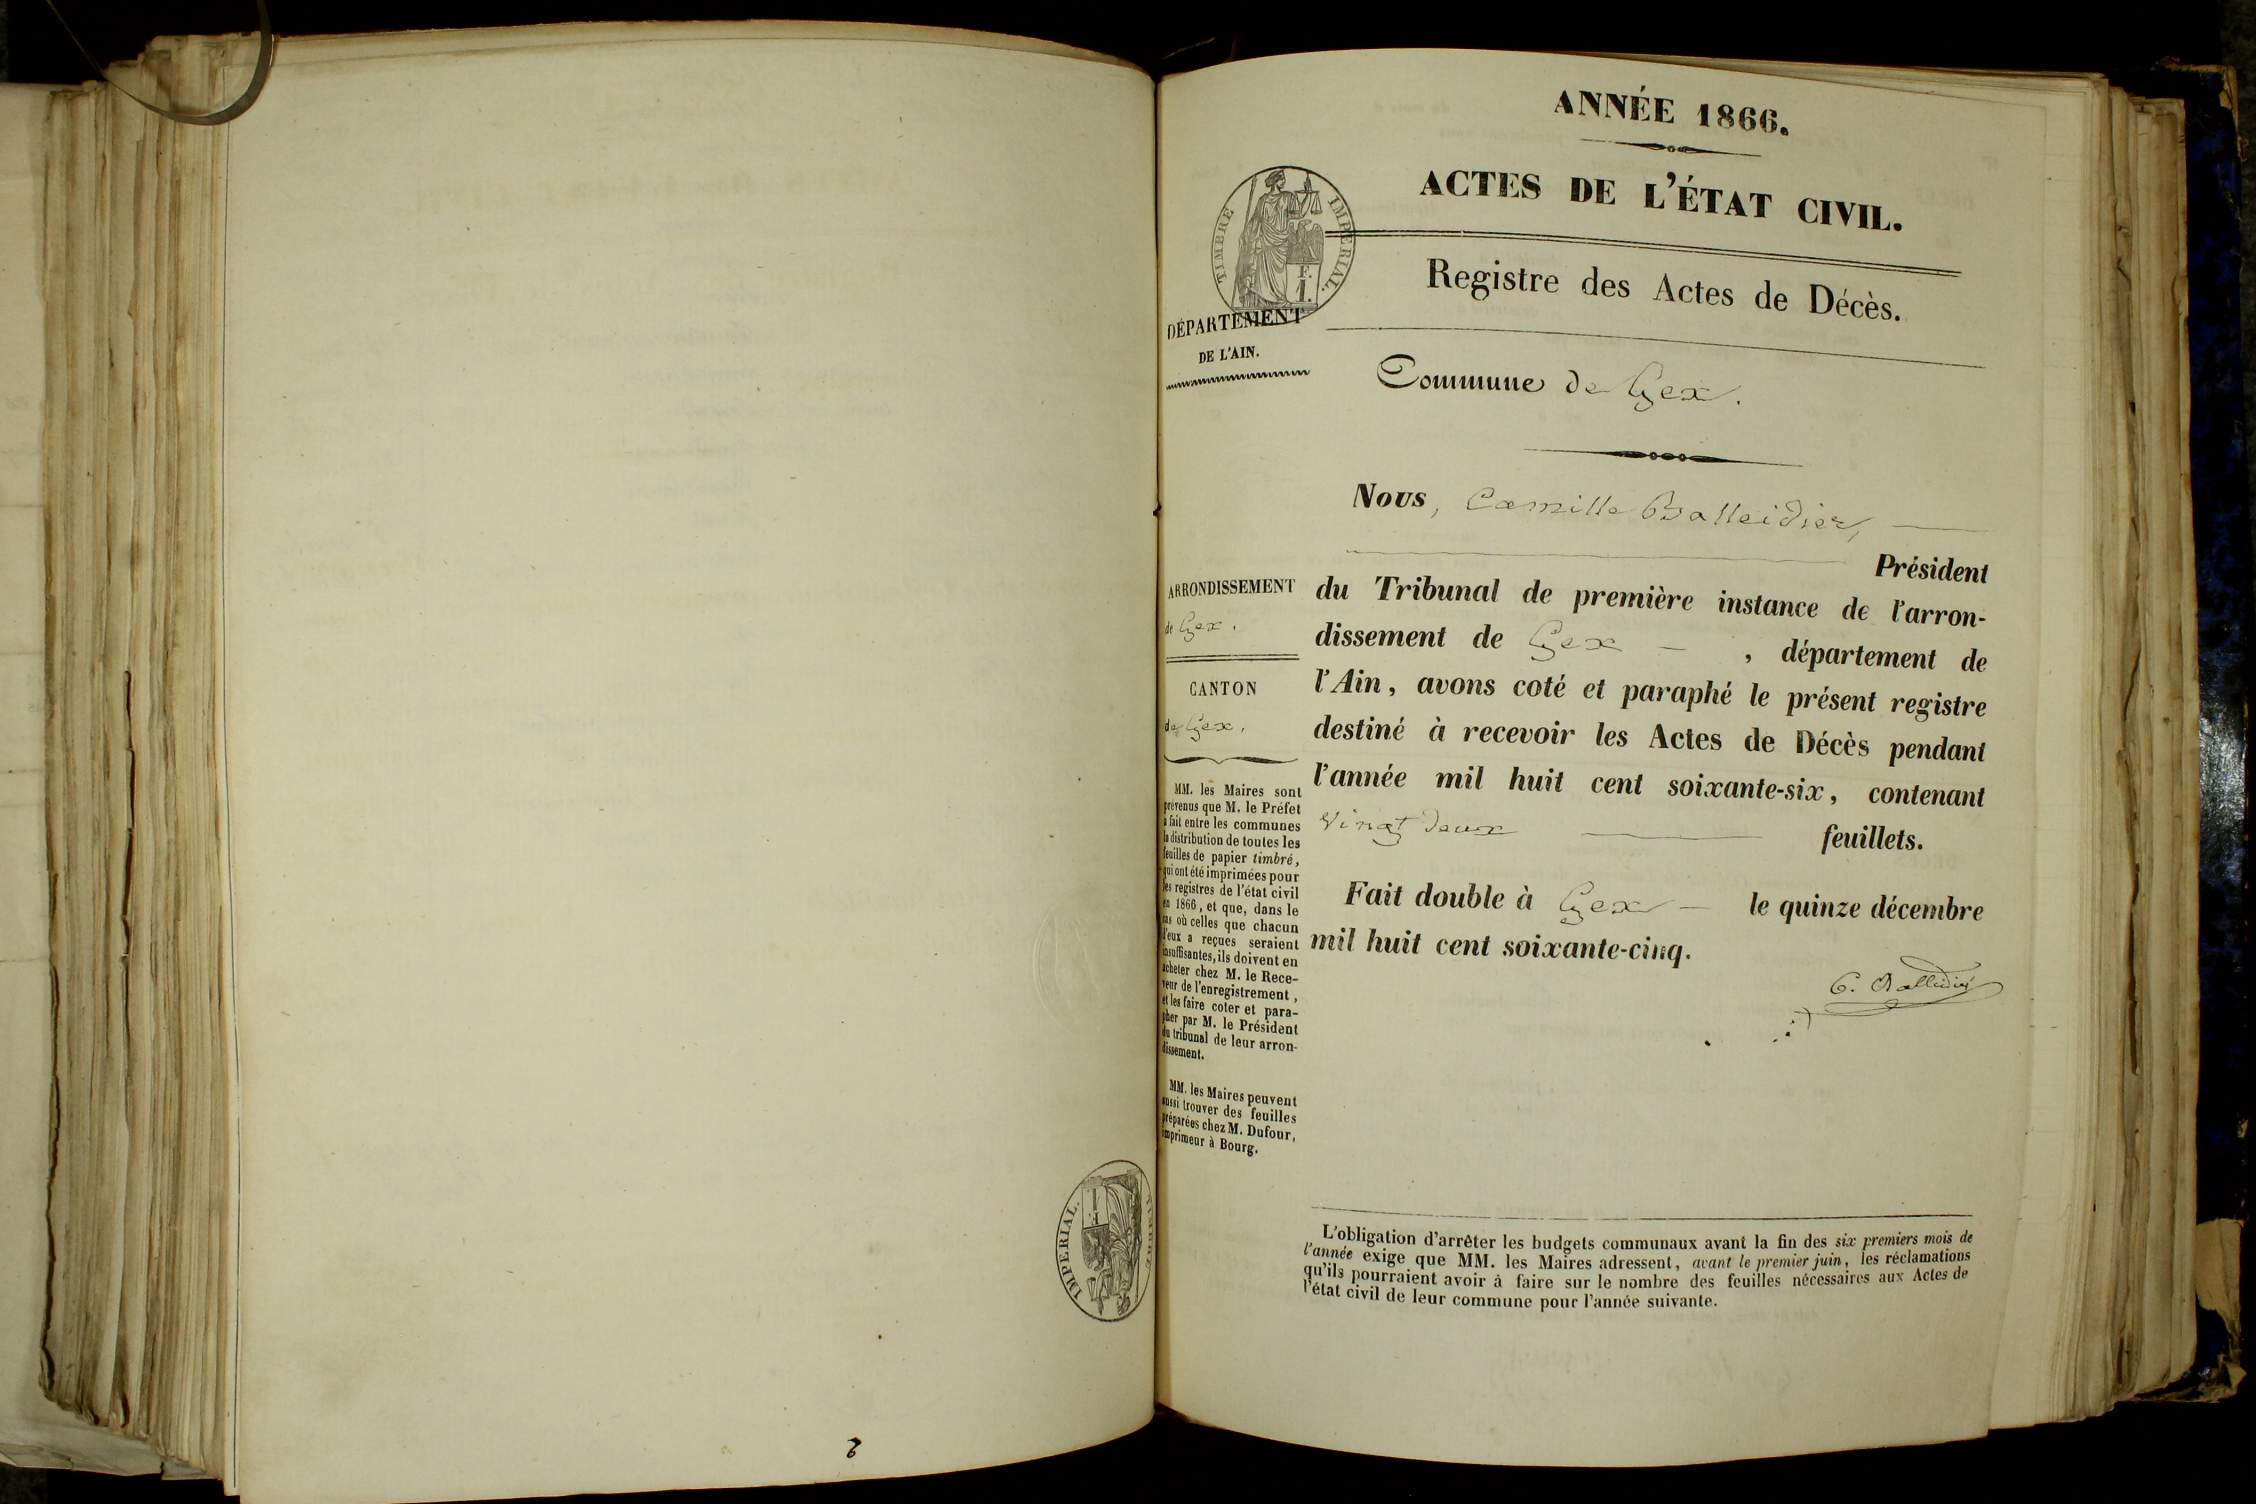 ANNÉE 1866.
ACTES DE L'ÉTAT CIVIL.
TIMBRE IMPÉRIAL.
F.
1.
Registre des Actes de Décès.
DÉPARTEMENT
DE L'AIN.
Commune de Gex.
Nous, Camille Balleidier,
Président
du Tribunal de première instance de l'arron-
dissement de Gex , département de
l'Ain, avons coté et paraphé le présent registre
destiné à recevoir les Actes de Décès pendant
l'année mil huit cent soixante-six, contenant
vingt deux feuillets.
Fait double à Gex le quinze décembre
mil huit cent soixante-cinq.
C. Balleidier
ARRONDISSEMENT
de Gex.
CANTON
de Gex.
MM. les Maires sont
prévenus que M. le Préfet
a fait entre les communes
la distribution de toutes les
feuilles de papier timbré,
qui ont été imprimées pour
les registres de l'état civil
en 1866, et que, dans le
cas où celles que chacun
d'eux a reçues seraient
insuffisantes, ils doivent en
acheter chez M. le Rece-
veur de l'enregistrement,
et les faire coter et para-
pher par M. le Président
du tribunal de leur arron-
dissement.
MM. les Maires peuvent
aussi trouver des feuilles
préparées chez M. Dufour,
imprimeur à Bourg.
L'obligation d'arrêter les budgets communaux avant la fin des six premiers mois de
l'année exige que MM. les Maires adressent, avant le premier juin, les réclamations
qu'ils pourraient avoir à faire sur le nombre des feuilles nécessaires aux Actes de
l'état civil de leur commune pour l'année suivante.
TIMBRE IMPÉRIAL.
F.
1.